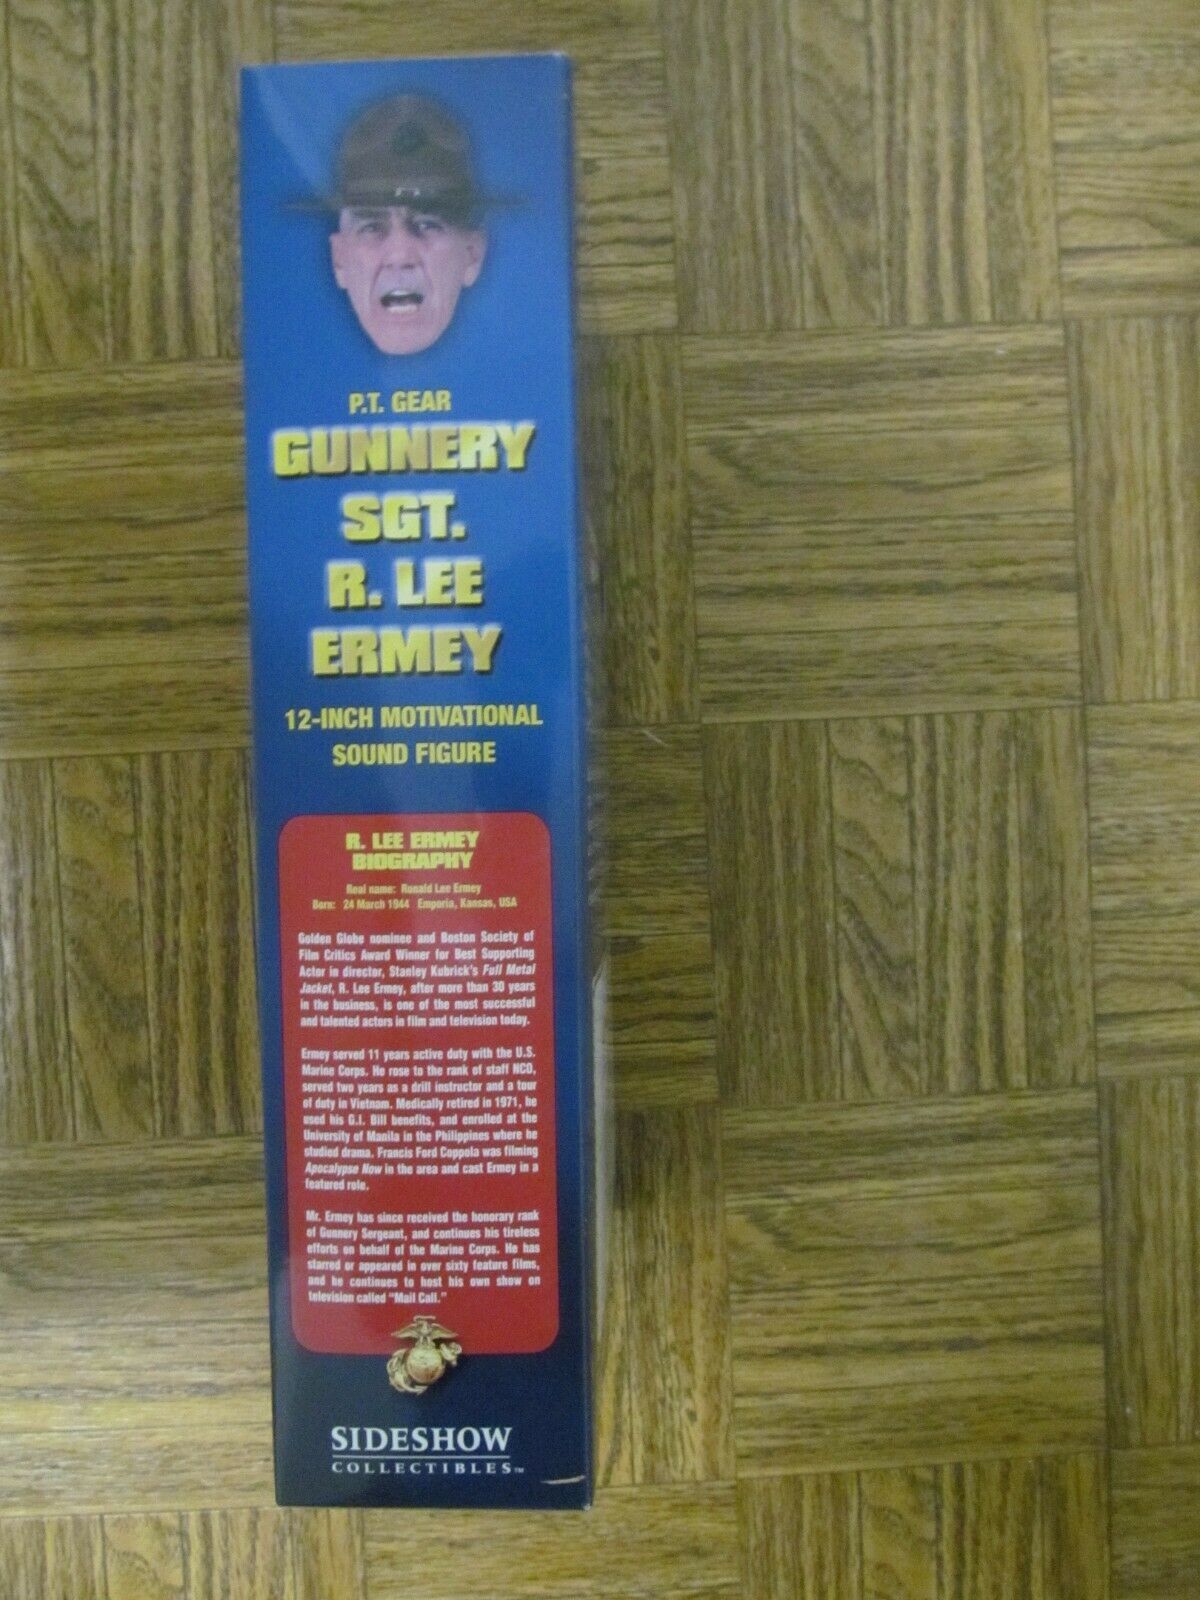 P.T. GEAR
GUNNERY
SGT.
R. LEE
ERMEY
12-INCH MOTIVATIONAL
SOUND FIGURE
R. LEE ERMEY
BIOGRAPHY
Real name: Ronald Lee Ermey
Born: 24 March 1944 Emporia, Kansas, USA
Golden Globe nominee and Boston Society of
Film Critics Award Winner for Best Supporting
Actor in director, Stanley Kubrick's Full Metal
Jacket, R. Lee Ermey, after more than 30 years
in the business, is one of the most successful
and talented actors in film and television today.
Ermey served 11 years active duty with the U.S.
Marine Corps. He rose to the rank of staff NCO,
served two years as a drill instructor and a tour
of duty in Vietnam. Medically retired in 1971, he
used his G.I. Bill benefits, and enrolled at the
University of Manila in the Philippines where he
studied drama. Francis Ford Coppola was filming
Apocalypse Now in the area and cast Ermey in a
featured role.
Mr. Ermey has since received the honorary rank
of Gunnery Sergeant, and continues his tireless
efforts on behalf of the Marine Corps. He has
starred or appeared in over sixty feature films,
and he continues to host his own show on
television called "Mail Call."
SIDESHOW
COLLECTIBLES™